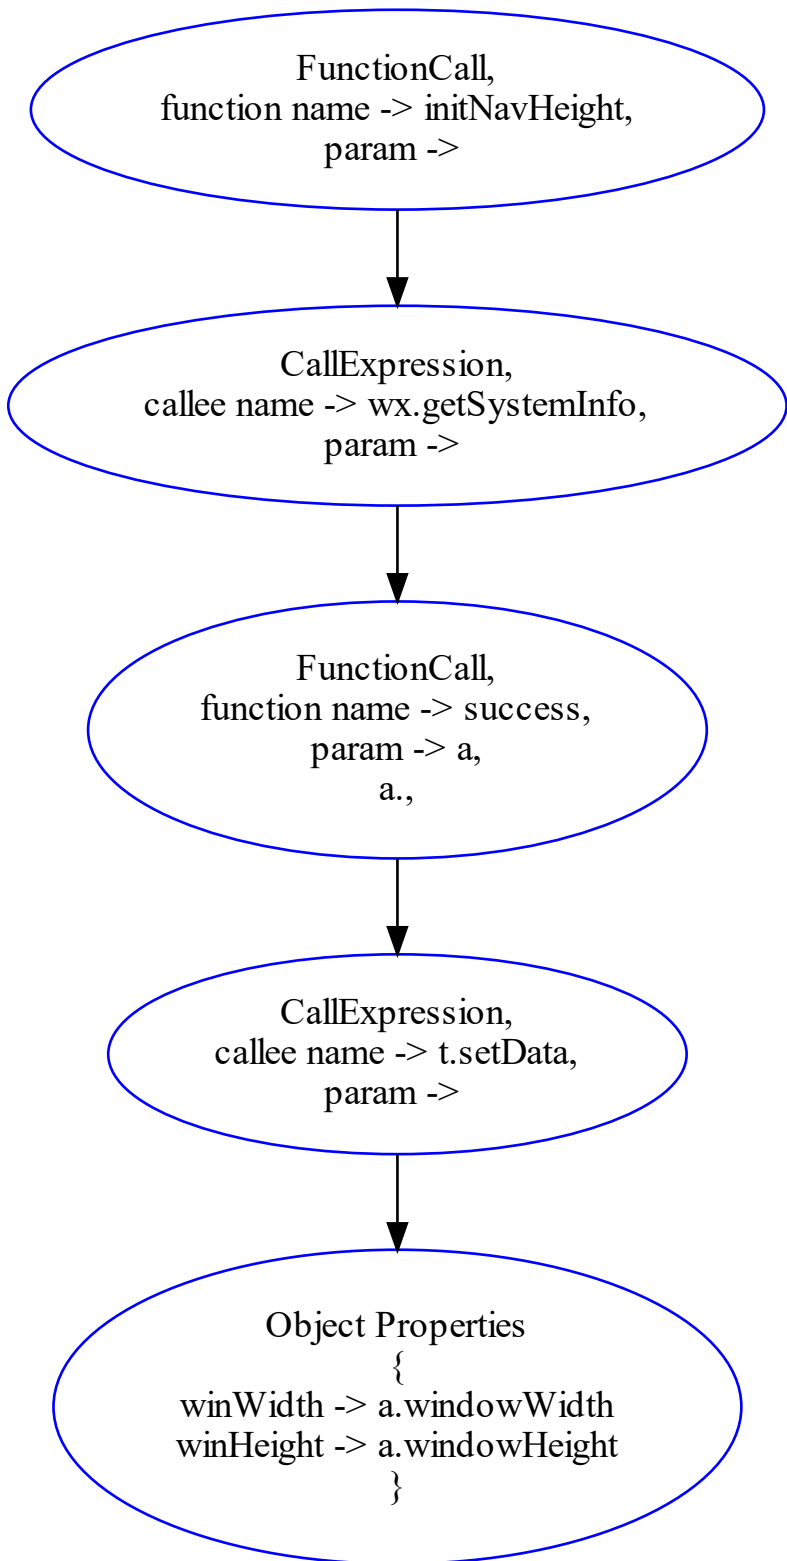 FunctionCall,
function name -> initNavHeight,
param ->
CallExpression,
callee name -> wx.getSystemInfo,
param ->
FunctionCall,
function name -> success,
param -> a,
a.,
CallExpression,
callee name -> t.setData,
param ->
Object Properties
{
winWidth -> a.windowWidth
winHeight -> a.windowHeight
}